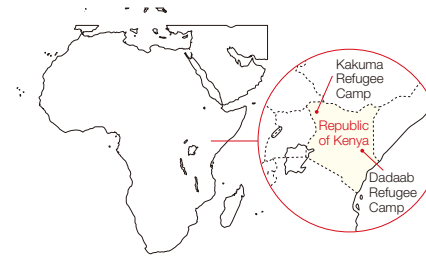 Kakuma
Refugee
Camp
Republic
of Kenya
Dadaab
Refugee
Camp